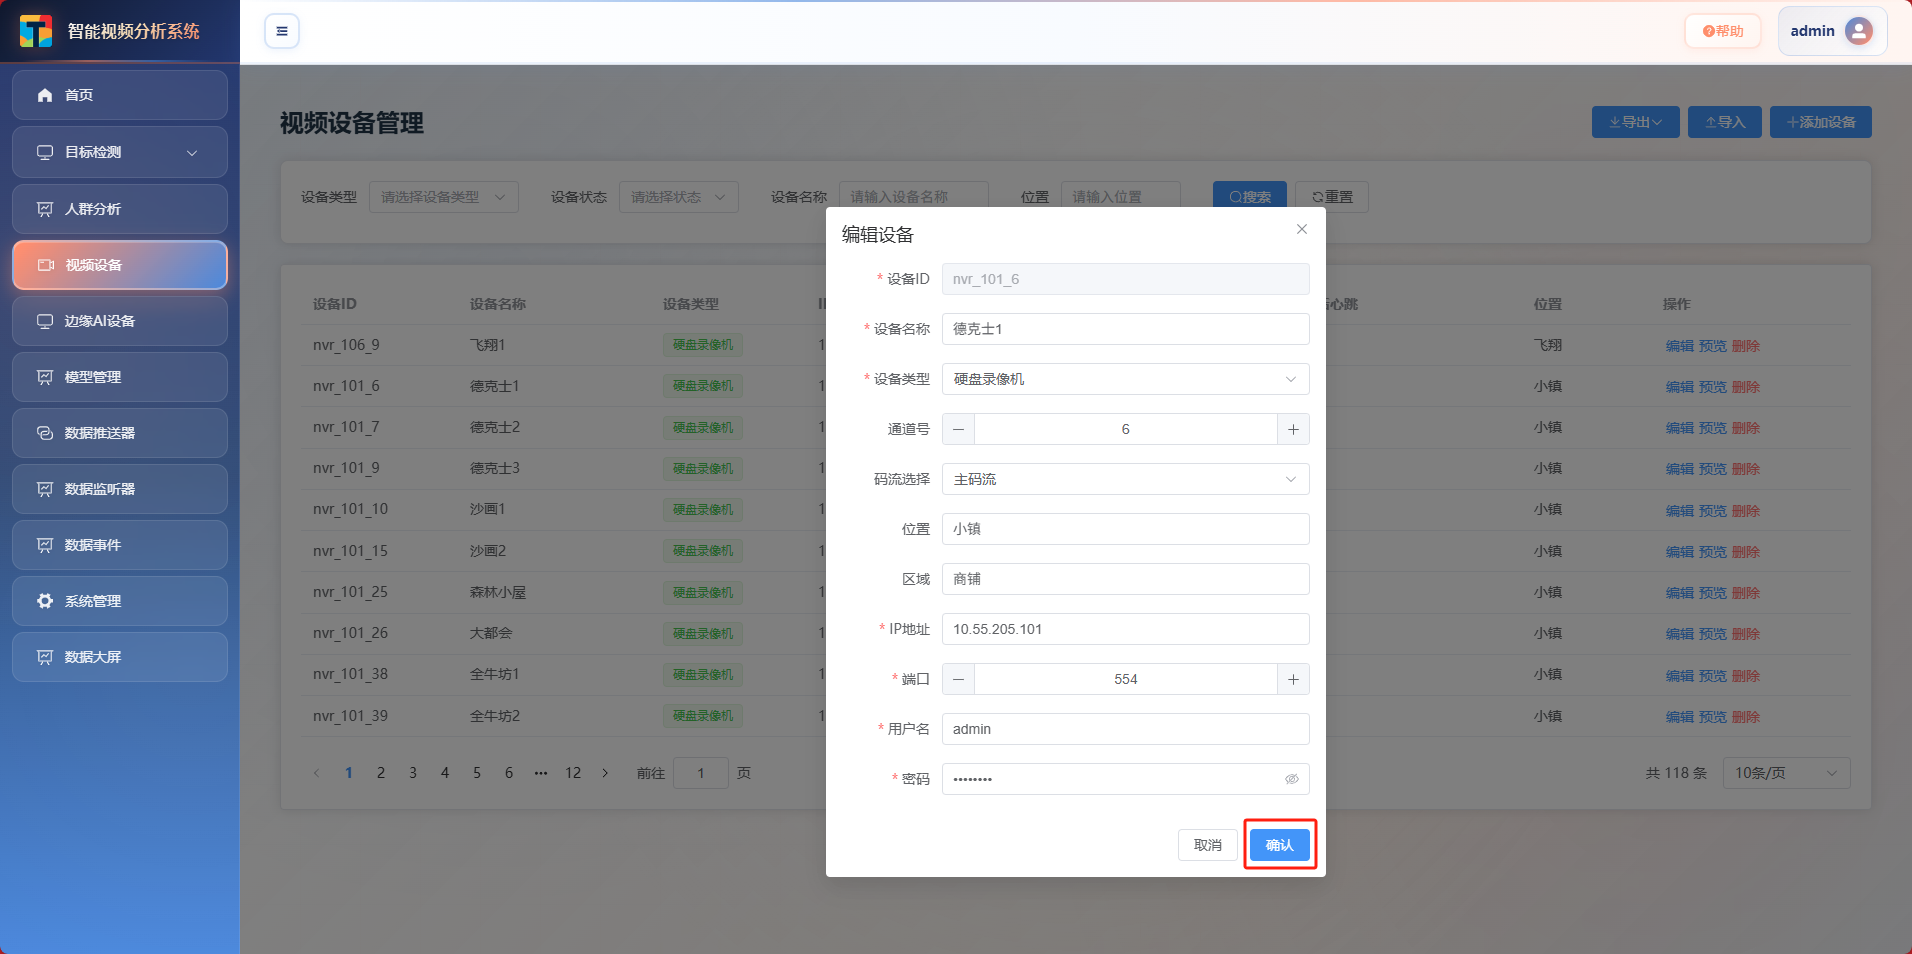 智能视频分析系统
帮助
admin
首页
目标检测
人群分析
视频设备
边缘AI设备
模型管理
数据推送器
数据监听器
数据事件
系统管理
数据大屏
视频设备管理
导出
导入
添加设备
设备类型 请选择设备类型 设备状态 请选择状态 设备名称 请输入设备名称 位置 请输入位置 搜索 重置
设备ID 设备名称 设备类型 心跳 位置 操作
nvr_106_9 飞翔1 硬盘录像机 1 飞翔 编辑 预览 删除
nvr_101_6 德克士1 硬盘录像机 1 小镇 编辑 预览 删除
nvr_101_7 德克士2 硬盘录像机 1 小镇 编辑 预览 删除
nvr_101_9 德克士3 硬盘录像机 1 小镇 编辑 预览 删除
nvr_101_10 沙画1 硬盘录像机 1 小镇 编辑 预览 删除
nvr_101_15 沙画2 硬盘录像机 1 小镇 编辑 预览 删除
nvr_101_25 森林小屋 硬盘录像机 1 小镇 编辑 预览 删除
nvr_101_26 大都会 硬盘录像机 1 小镇 编辑 预览 删除
nvr_101_38 全牛坊1 硬盘录像机 1 小镇 编辑 预览 删除
nvr_101_39 全牛坊2 硬盘录像机 1 小镇 编辑 预览 删除
1 2 3 4 5 6 ••• 12 前往 1 页
共 118 条 10条/页
编辑设备
* 设备ID nvr_101_6
* 设备名称 德克士1
* 设备类型 硬盘录像机
通道号 6
码流选择 主码流
位置 小镇
区域 商铺
* IP地址 10.55.205.101
* 端口 554
* 用户名 admin
* 密码 ••••••••
取消 确认